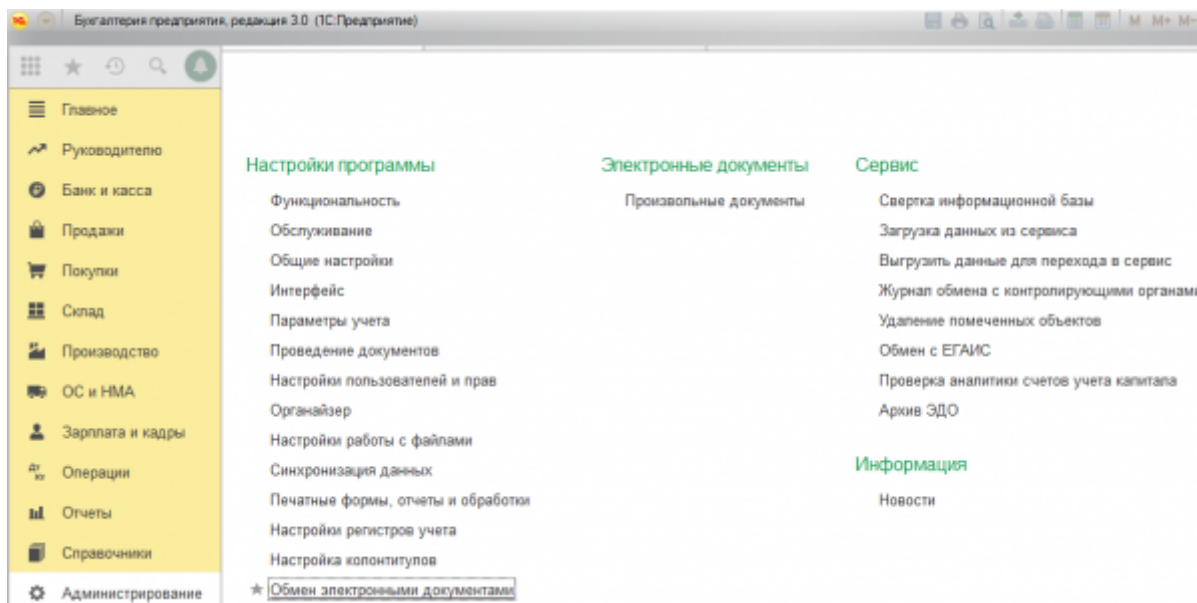 Бухгалтерия предприятия, редакция 3.0 (1С:Предприятие)
M M+ M-
Главное
Руководителю
Банк и касса
Продажи
Покупки
Склад
Производство
ОС и НМА
Зарплата и кадры
Операции
Отчеты
Справочники
Администрирование
Настройки программы
Функциональность
Обслуживание
Общие настройки
Интерфейс
Параметры учета
Проведение документов
Настройки пользователей и прав
Органайзер
Настройки работы с файлами
Синхронизация данных
Печатные формы, отчеты и обработки
Настройки регистров учета
Настройка колонтитулов
Обмен электронными документами
Электронные документы
Произвольные документы
Сервис
Свертка информационной базы
Загрузка данных из сервиса
Выгрузить данные для перехода в сервис
Журнал обмена с контролирующими органами
Удаление помеченных объектов
Обмен с ЕГАИС
Проверка аналитики счетов учета капитала
Архив ЭДО
Информация
Новости